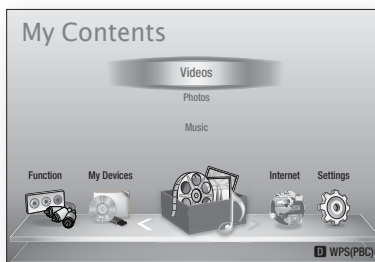 My Contents
Videos
Photos
Music
Function My Devices Internet Settings
D WPS(PBC)